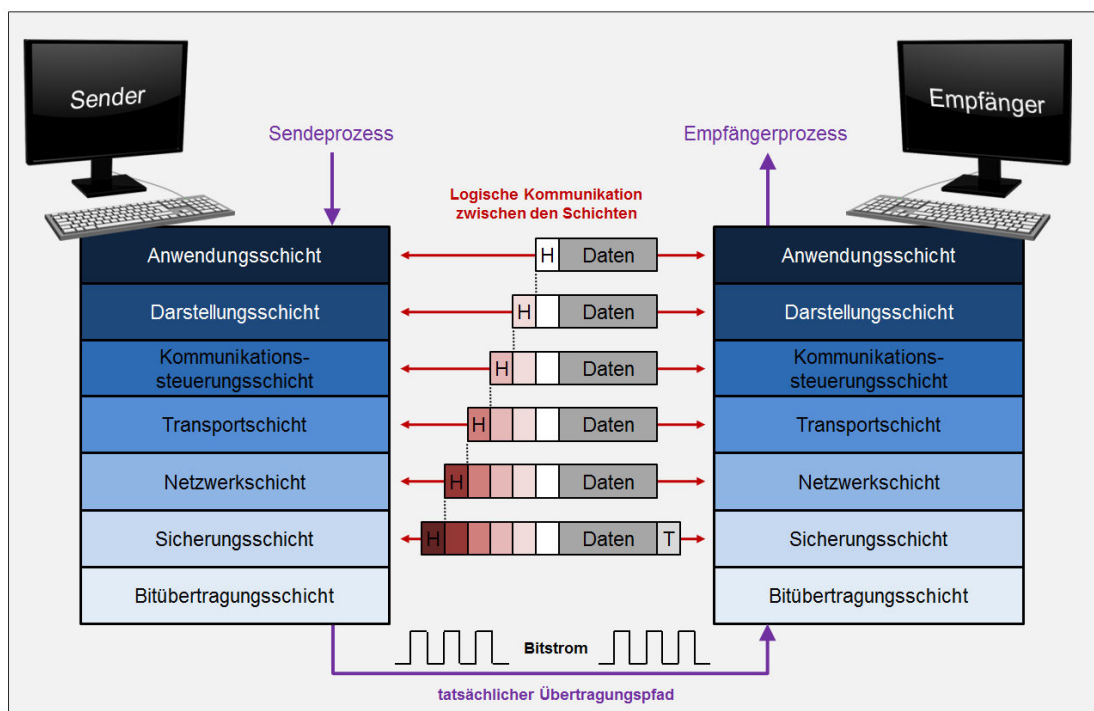 Sender
Empfänger
Sendeprozess
Empfängerprozess
Logische Kommunikation
zwischen den Schichten
Anwendungsschicht
H Daten
Anwendungsschicht
Darstellungsschicht
H Daten
Darstellungsschicht
Kommunikations-
steuerungsschicht
H Daten
Kommunikations-
steuerungsschicht
Transportschicht
H Daten
Transportschicht
Netzwerkschicht
H Daten
Netzwerkschicht
Sicherungsschicht
H Daten T
Sicherungsschicht
Bitübertragungsschicht
Bitübertragungsschicht
Bitstrom
tatsächlicher Übertragungspfad